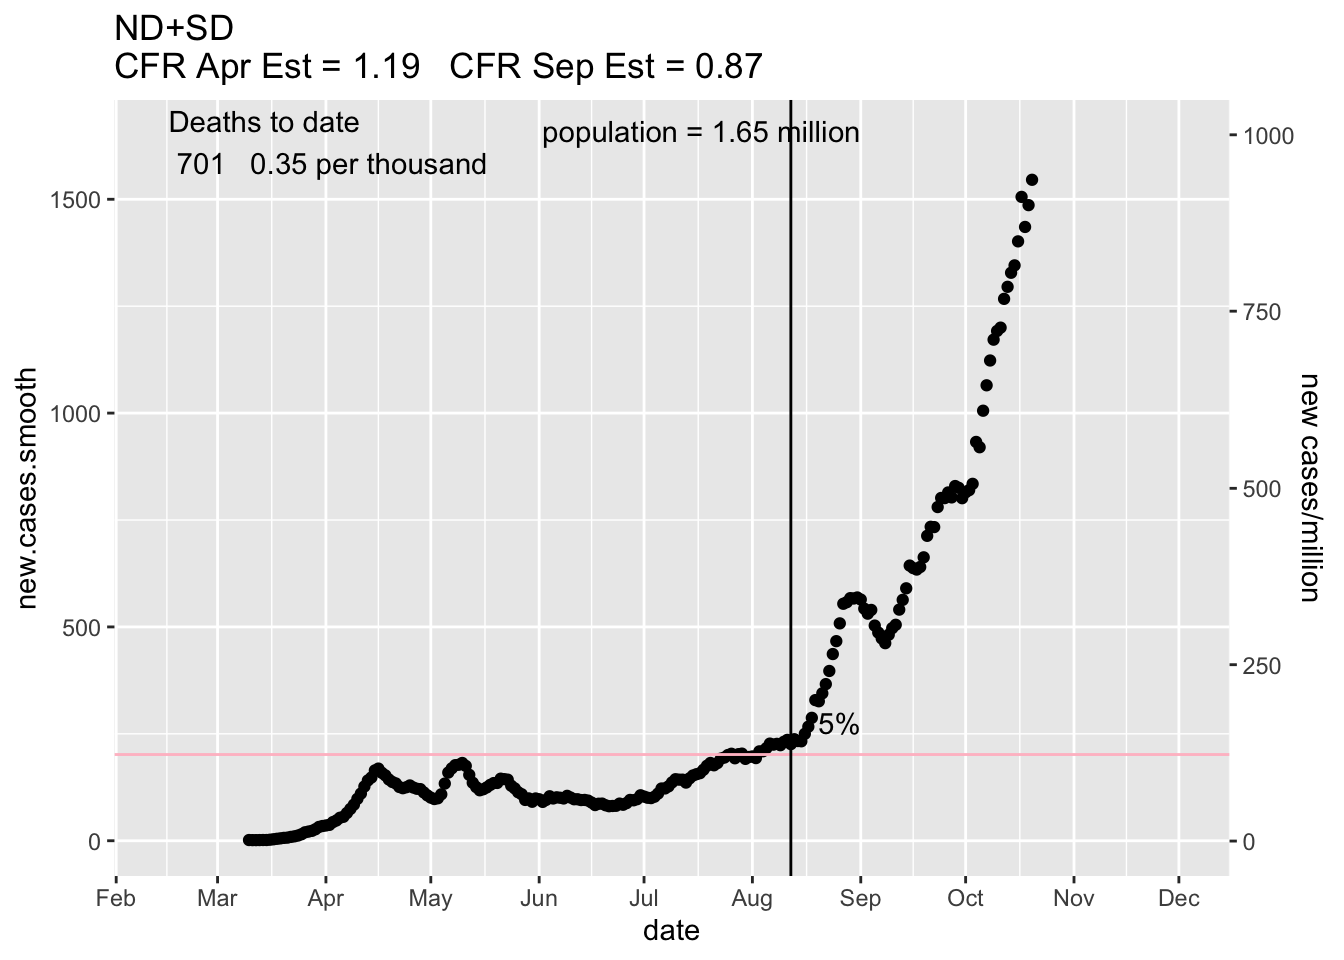 ND+SD
CFR Apr Est = 1.19   CFR Sep Est = 0.87
Deaths to date
population = 1.65 million
701   0.35 per thousand
1000
1500
750
1000
500
500
250
0
0
5%
new.cases.smooth
new cases/million
Feb Mar Apr May Jun Jul Aug Sep Oct Nov Dec
date